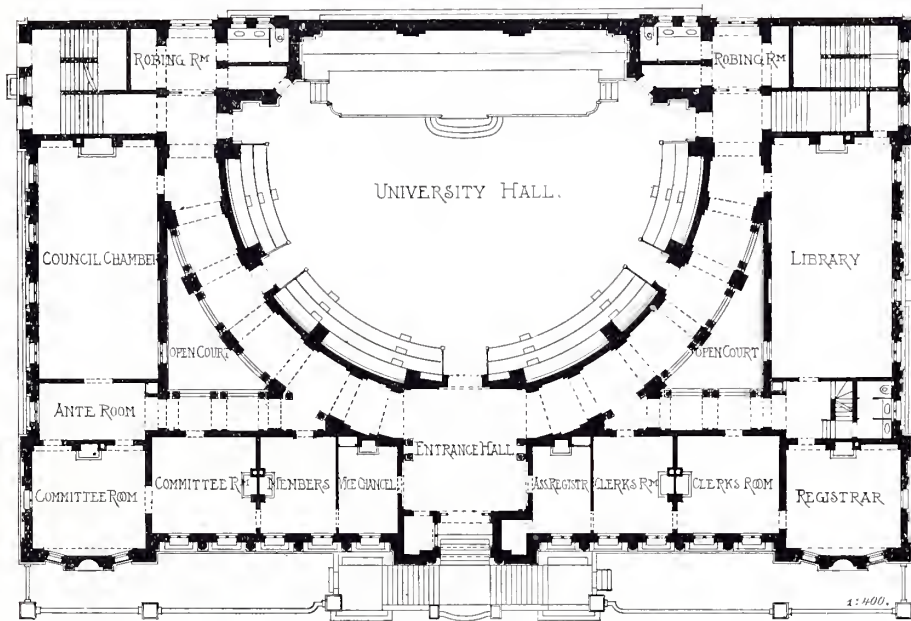 ROBING RM
ROBING RM
UNIVERSITY HALL.
COUNCIL CHAMBER
LIBRARY
OPEN COURT
OPEN COURT
ANTE ROOM
ENTRANCE HALL
COMMITTEE ROOM
COMMITTEE RM
MEMBERS
VICE CHANCEL
ASS. REGISTR
CLERKS RM
CLERKS ROOM
REGISTRAR
1:400.